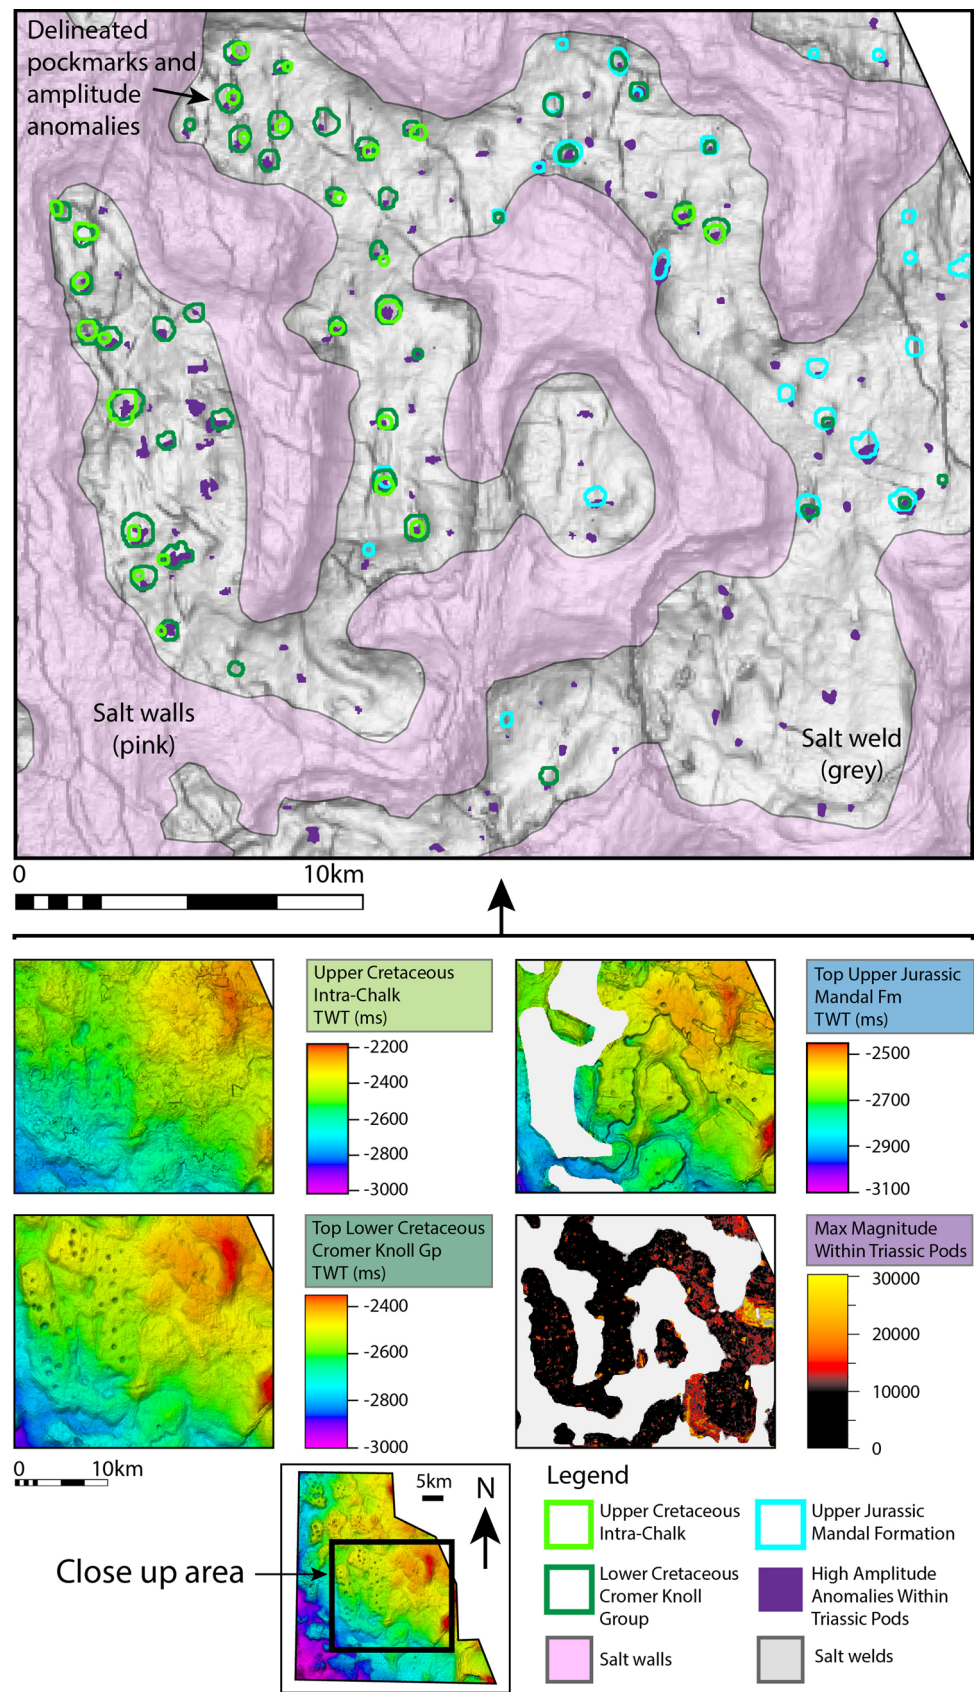 Delineated
pockmarks and
amplitude
anomalies
Salt walls
(pink)
Salt weld
(grey)
0
10km
Upper Cretaceous
Intra-Chalk
TWT (ms)
-2200
-2400
-2600
-2800
-3000
Top Upper Jurassic
Mandal Fm
TWT (ms)
-2500
-2700
-2900
-3100
Top Lower Cretaceous
Cromer Knoll Gp
TWT (ms)
-2400
-2600
-2800
-3000
Max Magnitude
Within Triassic Pods
30000
20000
10000
0
0
10km
5km
N
Close up area
Legend
Upper Cretaceous
Intra-Chalk
Upper Jurassic
Mandal Formation
Lower Cretaceous
Cromer Knoll
Group
High Amplitude
Anomalies Within
Triassic Pods
Salt walls
Salt welds